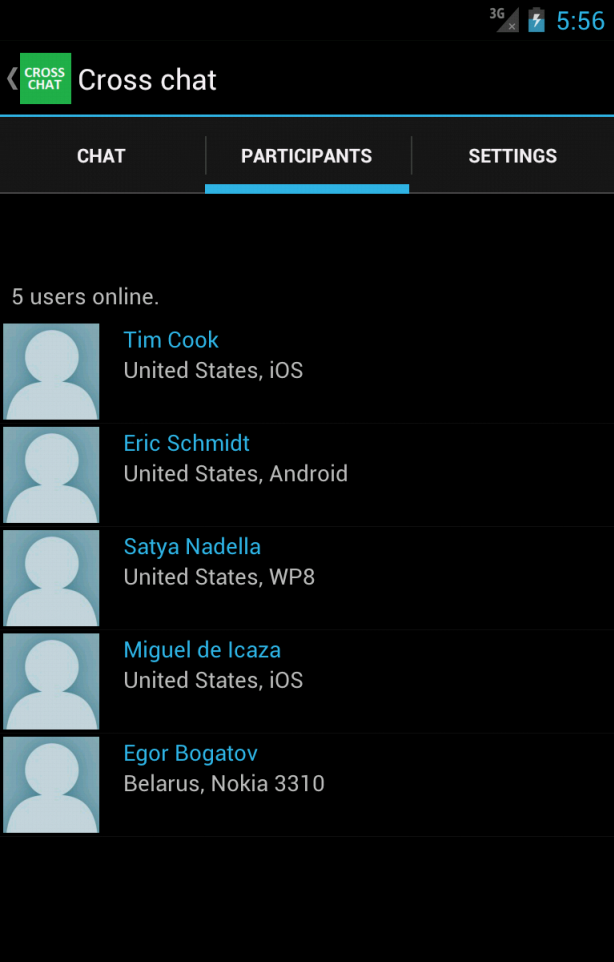 3G 5:56
CROSS
CHAT
Cross chat
CHAT PARTICIPANTS SETTINGS
5 users online.
Tim Cook
United States, iOS
Eric Schmidt
United States, Android
Satya Nadella
United States, WP8
Miguel de Icaza
United States, iOS
Egor Bogatov
Belarus, Nokia 3310